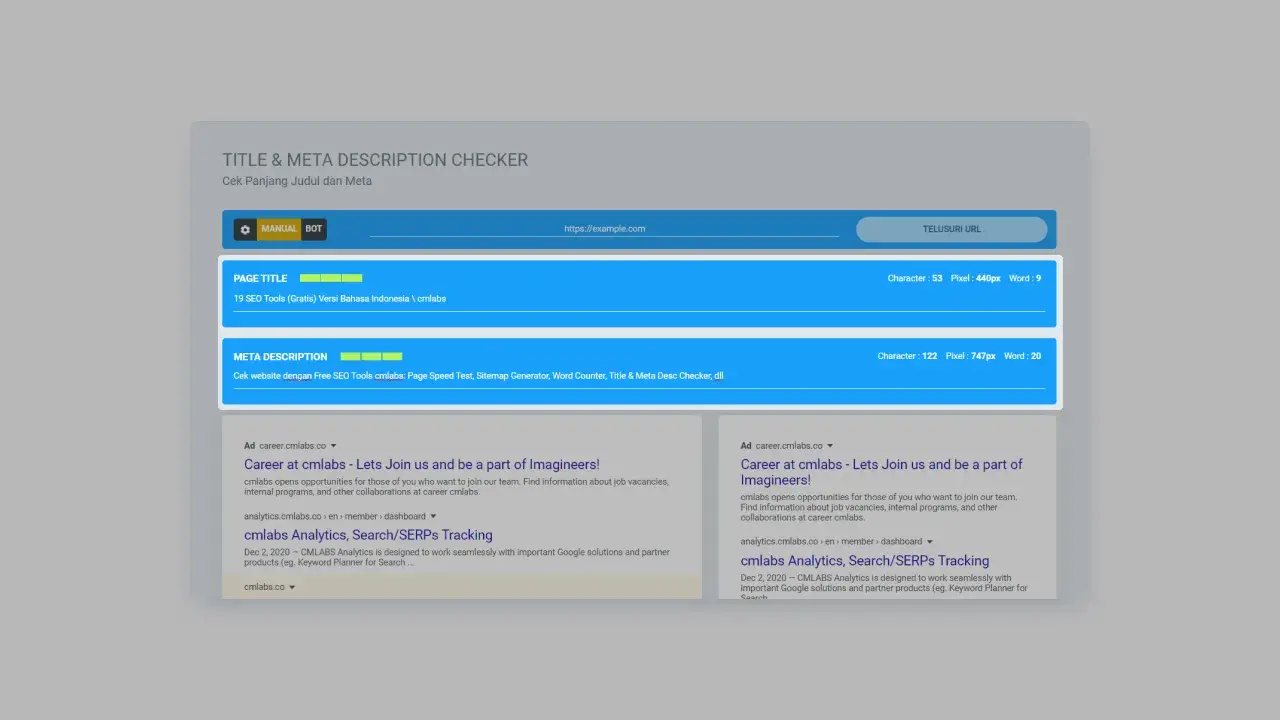 TITLE & META DESCRIPTION CHECKER
Cek Panjang Judul dan Meta
MANUAL BOT https://example.com TELUSURI URL
PAGE TITLE Character : 53 Pixel : 440px Word : 9
19 SEO Tools (Gratis) Versi Bahasa Indonesia \ cmlabs
META DESCRIPTION Character : 122 Pixel : 747px Word : 20
Cek website dengan Free SEO Tools cmlabs: Page Speed Test, Sitemap Generator, Word Counter, Title & Meta Desc Checker, dll
Ad career.cmlabs.co
Career at cmlabs - Lets Join us and be a part of Imagineers!
cmlabs opens opportunities for those of you who want to join our team. Find information about job vacancies,
internal programs, and other collaborations at career cmlabs.
analytics.cmlabs.co › en › member › dashboard
cmlabs Analytics, Search/SERPs Tracking
Dec 2, 2020 — CMLABS Analytics is designed to work seamlessly with important Google solutions and partner
products (eg. Keyword Planner for Search ...
cmlabs.co
Ad career.cmlabs.co
Career at cmlabs - Lets Join us and be a part of
Imagineers!
cmlabs opens opportunities for those of you who want to join our team.
Find information about job vacancies, internal programs, and other
collaborations at career cmlabs.
analytics.cmlabs.co › en › member › dashboard
cmlabs Analytics, Search/SERPs Tracking
Dec 2, 2020 — CMLABS Analytics is designed to work seamlessly with
important Google solutions and partner products (eg. Keyword Planner for
Search